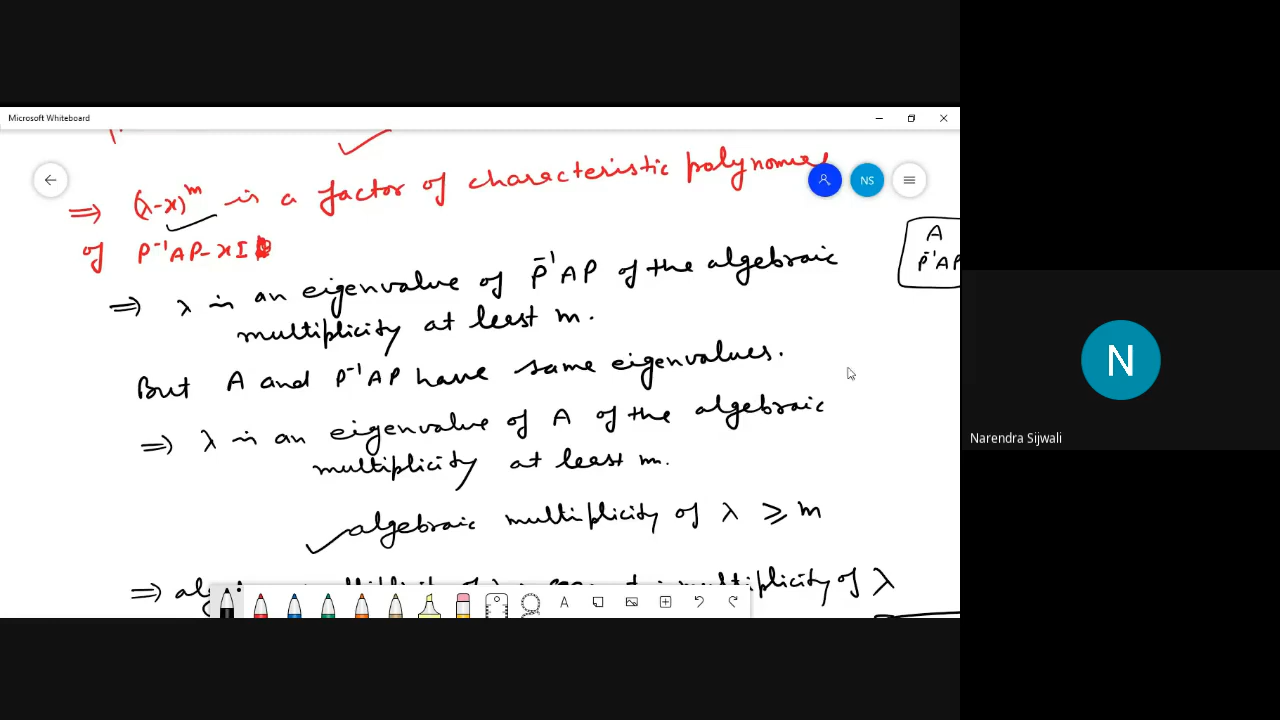 Microsoft Whiteboard
⇒ (λ-x)^m is a factor of characteristic polynomial
of P⁻¹AP-xI
⇒ λ is an eigenvalue of P⁻¹AP of the algebraic
multiplicity at least m.
But A and P⁻¹AP have same eigenvalues.
⇒ λ is an eigenvalue of A of the algebraic
multiplicity at least m.
algebraic multiplicity of λ ≥ m
⇒ multiplicity of λ
A
P⁻¹AP
NS
N
Narendra Sijwali
A